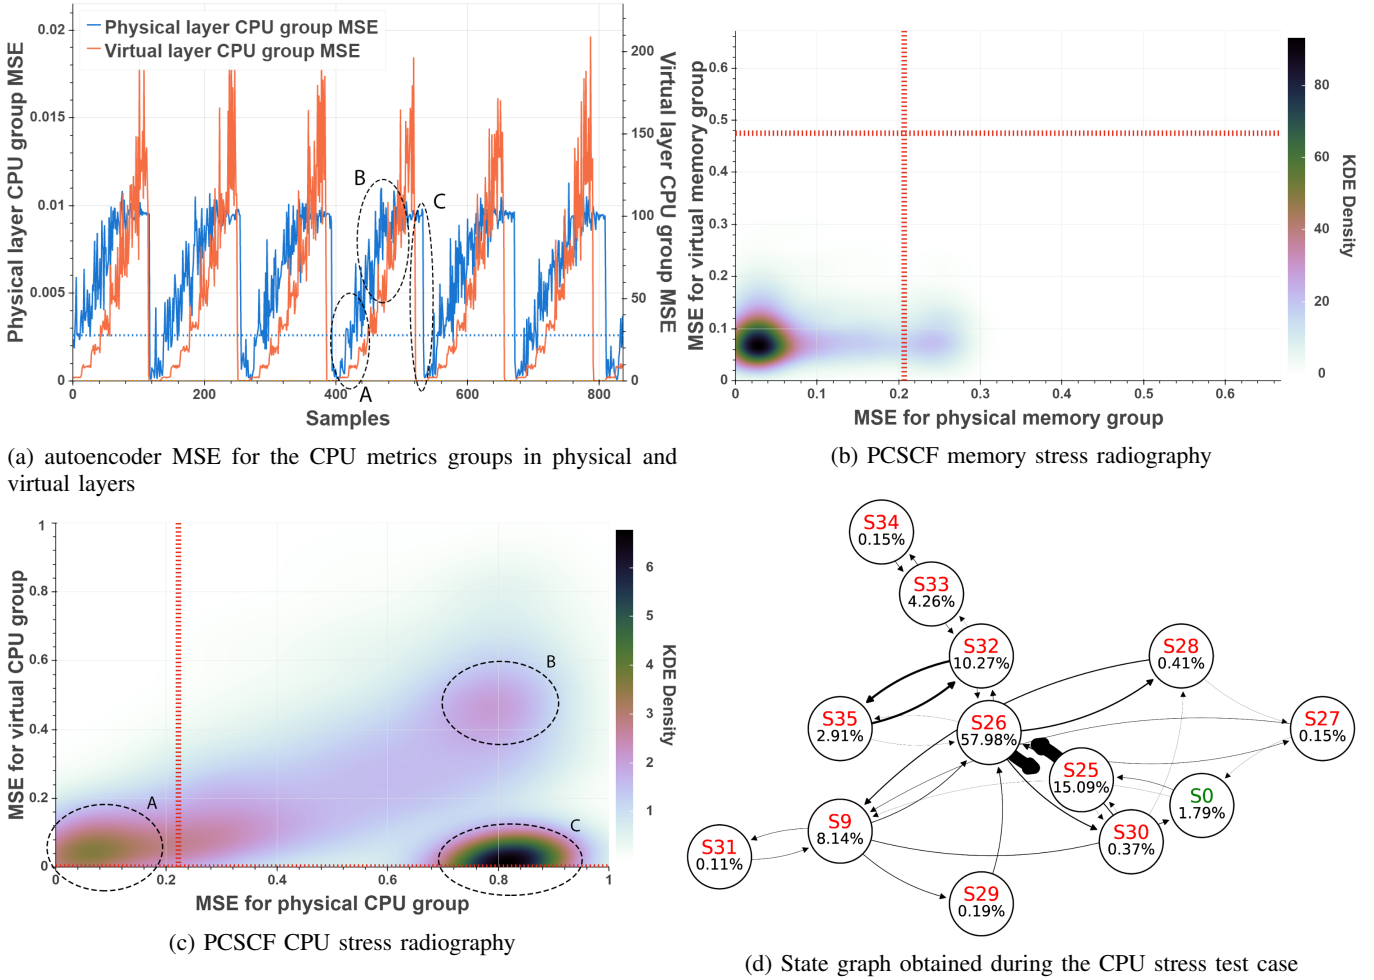 Physical layer CPU group MSE
Virtual layer CPU group MSE
0.02
0.015
0.01
0.005
0
200
150
100
50
0
Physical layer CPU group MSE
Virtual layer CPU group MSE
A
B
C
0
200
400
600
800
Samples
(a) autoencoder MSE for the CPU metrics groups in physical and
virtual layers
0.6
0.5
0.4
0.3
0.2
0.1
0
MSE for virtual memory group
0
0.1
0.2
0.3
0.4
0.5
0.6
MSE for physical memory group
80
60
40
20
0
KDE Density
(b) PCSCF memory stress radiography
1
0.8
0.6
0.4
0.2
0
MSE for virtual CPU group
A
B
C
0
0.2
0.4
0.6
0.8
1
MSE for physical CPU group
6
5
4
3
2
1
KDE Density
(c) PCSCF CPU stress radiography
S34
0.15%
S33
4.26%
S32
10.27%
S28
0.41%
S35
2.91%
S26
57.98%
S27
0.15%
S25
15.09%
S0
1.79%
S9
8.14%
S30
0.37%
S31
0.11%
S29
0.19%
(d) State graph obtained during the CPU stress test case